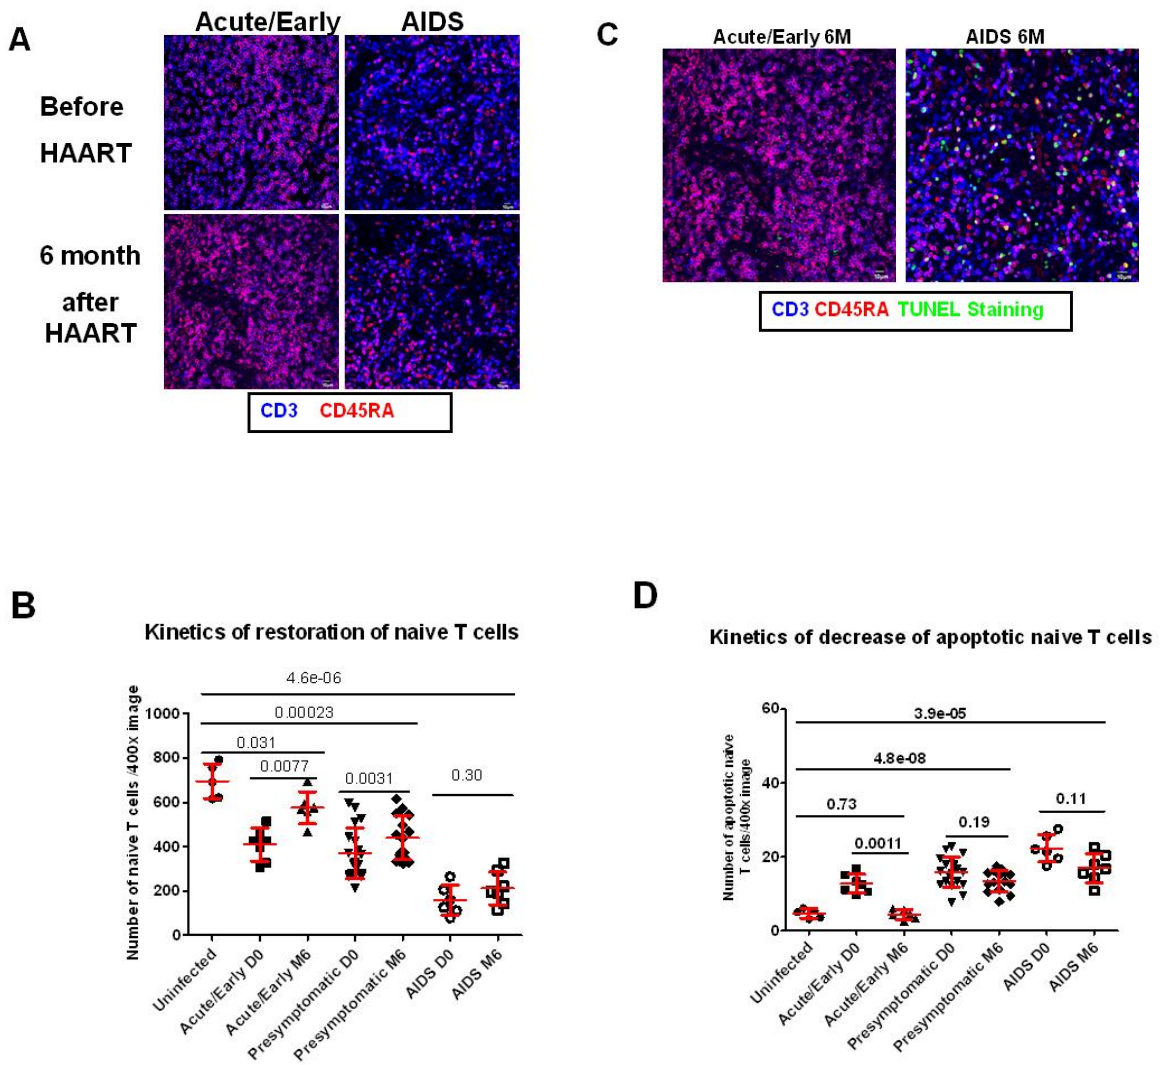 A
Acute/Early
AIDS
Before
HAART
6 month
after
HAART
10µm
CD3 CD45RA
C
Acute/Early 6M
AIDS 6M
10µm
10µm
CD3 CD45RA TUNEL Staining
B
Kinetics of restoration of naive T cells
Number of naive T cells /400x image
1000
800
600
400
200
0
4.6e-06
0.00023
0.031
0.0077
0.0031
0.30
Uninfected
Acute/Early D0
Acute/Early M6
Presymptomatic D0
Presymptomatic M6
AIDS D0
AIDS M6
D
Kinetics of decrease of apoptotic naive T cells
Number of apoptotic naive
T cells/400x image
60
40
20
0
3.9e-05
4.8e-08
0.73
0.0011
0.19
0.11
Uninfected
Acute/Early D0
Acute/Early M6
Presymptomatic D0
Presymptomatic M6
AIDS D0
AIDS M6